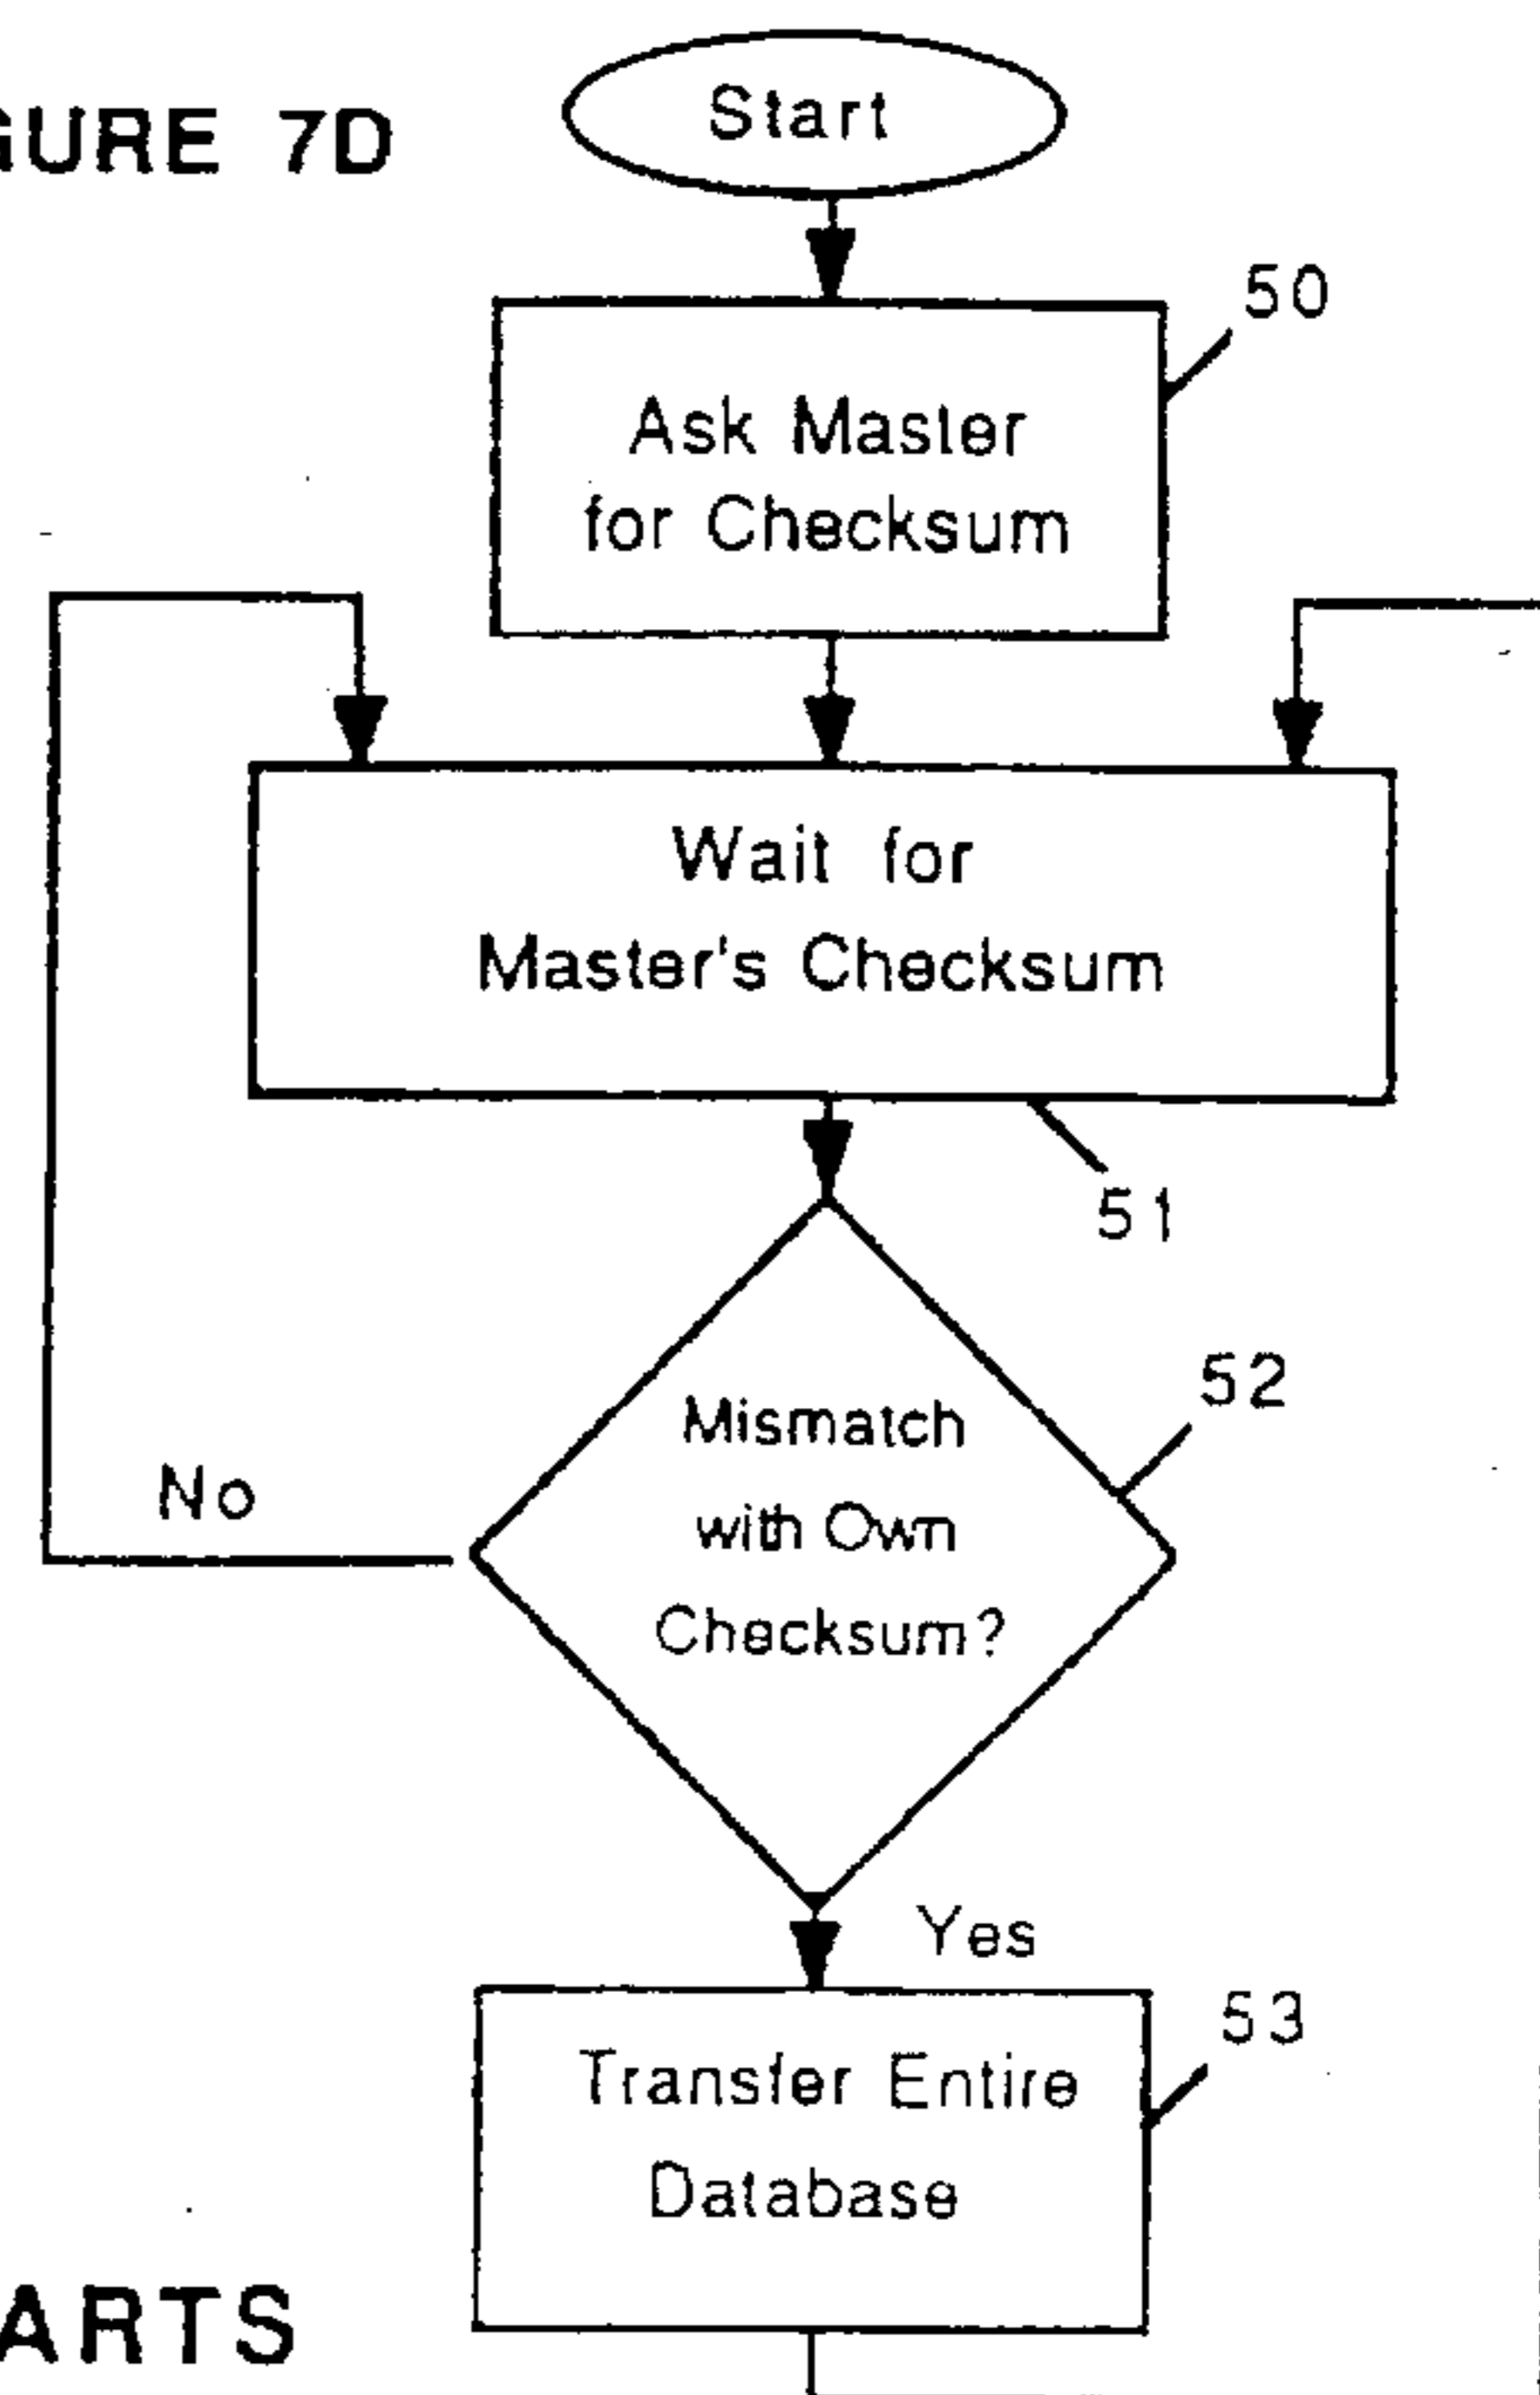 GURE 7D
Start
50
Ask Master
for Checksum
Wait for
Master's Checksum
51
52
Mismatch
with Own
Checksum?
No
Yes
53
Transfer Entire
Database
ARTS